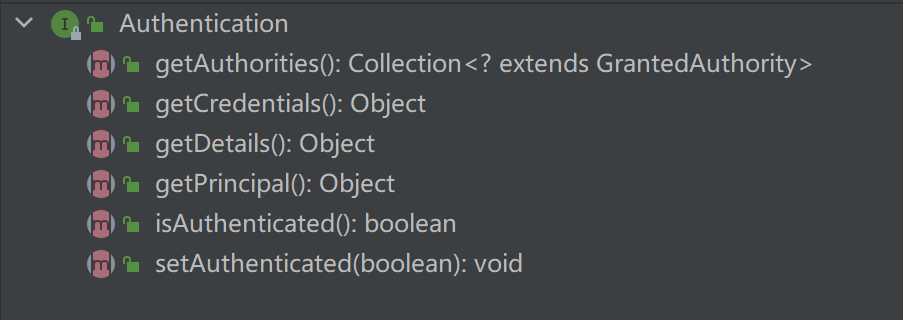 Authentication
getAuthorities(): Collection<? extends GrantedAuthority>
getCredentials(): Object
getDetails(): Object
getPrincipal(): Object
isAuthenticated(): boolean
setAuthenticated(boolean): void